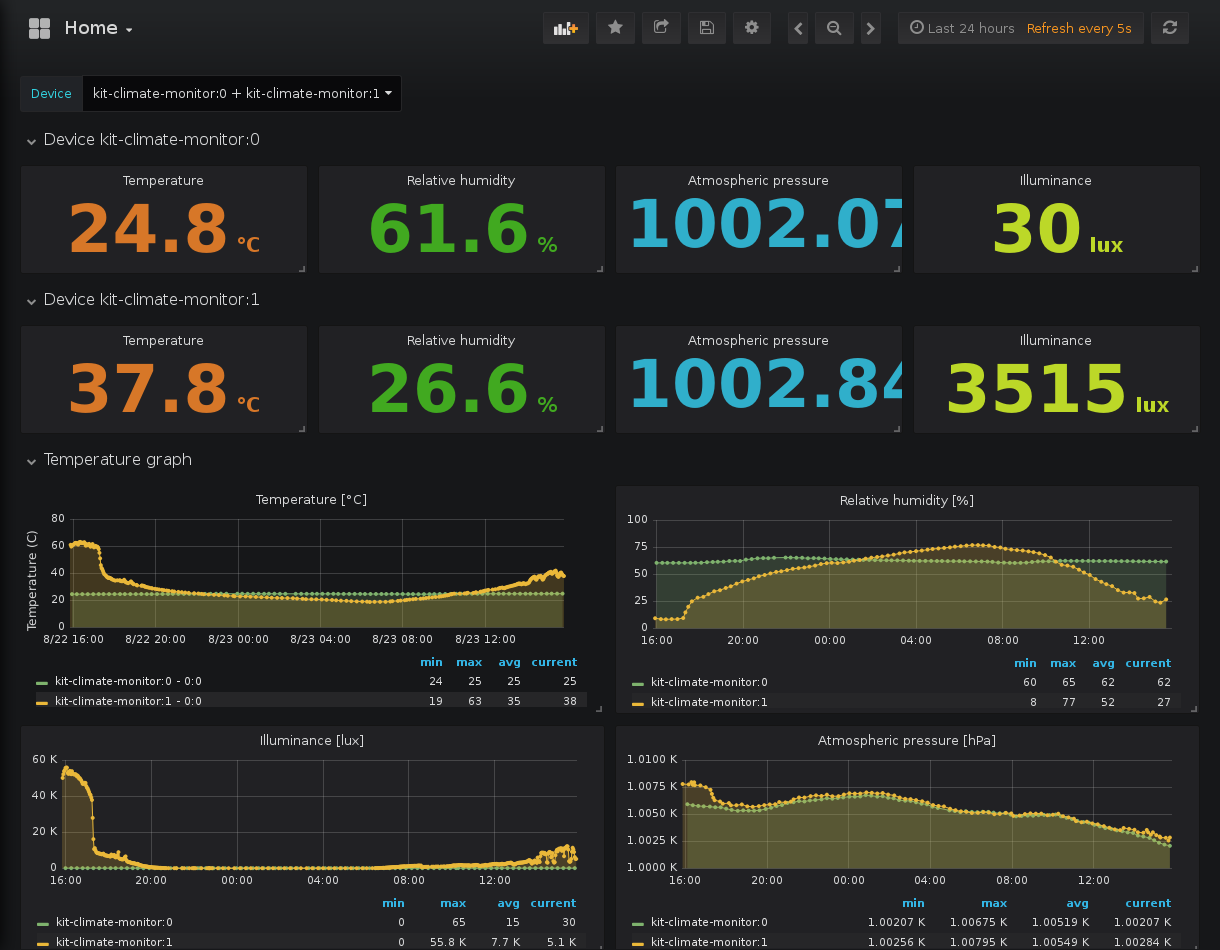 Home
Last 24 hours Refresh every 5s
Device kit-climate-monitor:0 + kit-climate-monitor:1
Device kit-climate-monitor:0
Temperature Relative humidity Atmospheric pressure Illuminance
24.8 °C 61.6 % 1002.07 30 lux
Device kit-climate-monitor:1
Temperature Relative humidity Atmospheric pressure Illuminance
37.8 °C 26.6 % 1002.84 3515 lux
Temperature graph
Temperature [°C]
Temperature (C)
80
60
40
20
0
8/22 16:00 8/22 20:00 8/23 00:00 8/23 04:00 8/23 08:00 8/23 12:00
min max avg current
kit-climate-monitor:0 - 0:0 24 25 25 25
kit-climate-monitor:1 - 0:0 19 63 35 38
Relative humidity [%]
100
75
50
25
0
16:00 20:00 00:00 04:00 08:00 12:00
min max avg current
kit-climate-monitor:0 60 65 62 62
kit-climate-monitor:1 8 77 52 27
Illuminance [lux]
60 K
40 K
20 K
0
16:00 20:00 00:00 04:00 08:00 12:00
min max avg current
kit-climate-monitor:0 0 65 15 30
kit-climate-monitor:1 0 55.8 K 7.7 K 5.1 K
Atmospheric pressure [hPa]
1.0100 K
1.0075 K
1.0050 K
1.0025 K
1.0000 K
16:00 20:00 00:00 04:00 08:00 12:00
min max avg current
kit-climate-monitor:0 1.00207 K 1.00675 K 1.00519 K 1.00207 K
kit-climate-monitor:1 1.00256 K 1.00795 K 1.00549 K 1.00284 K